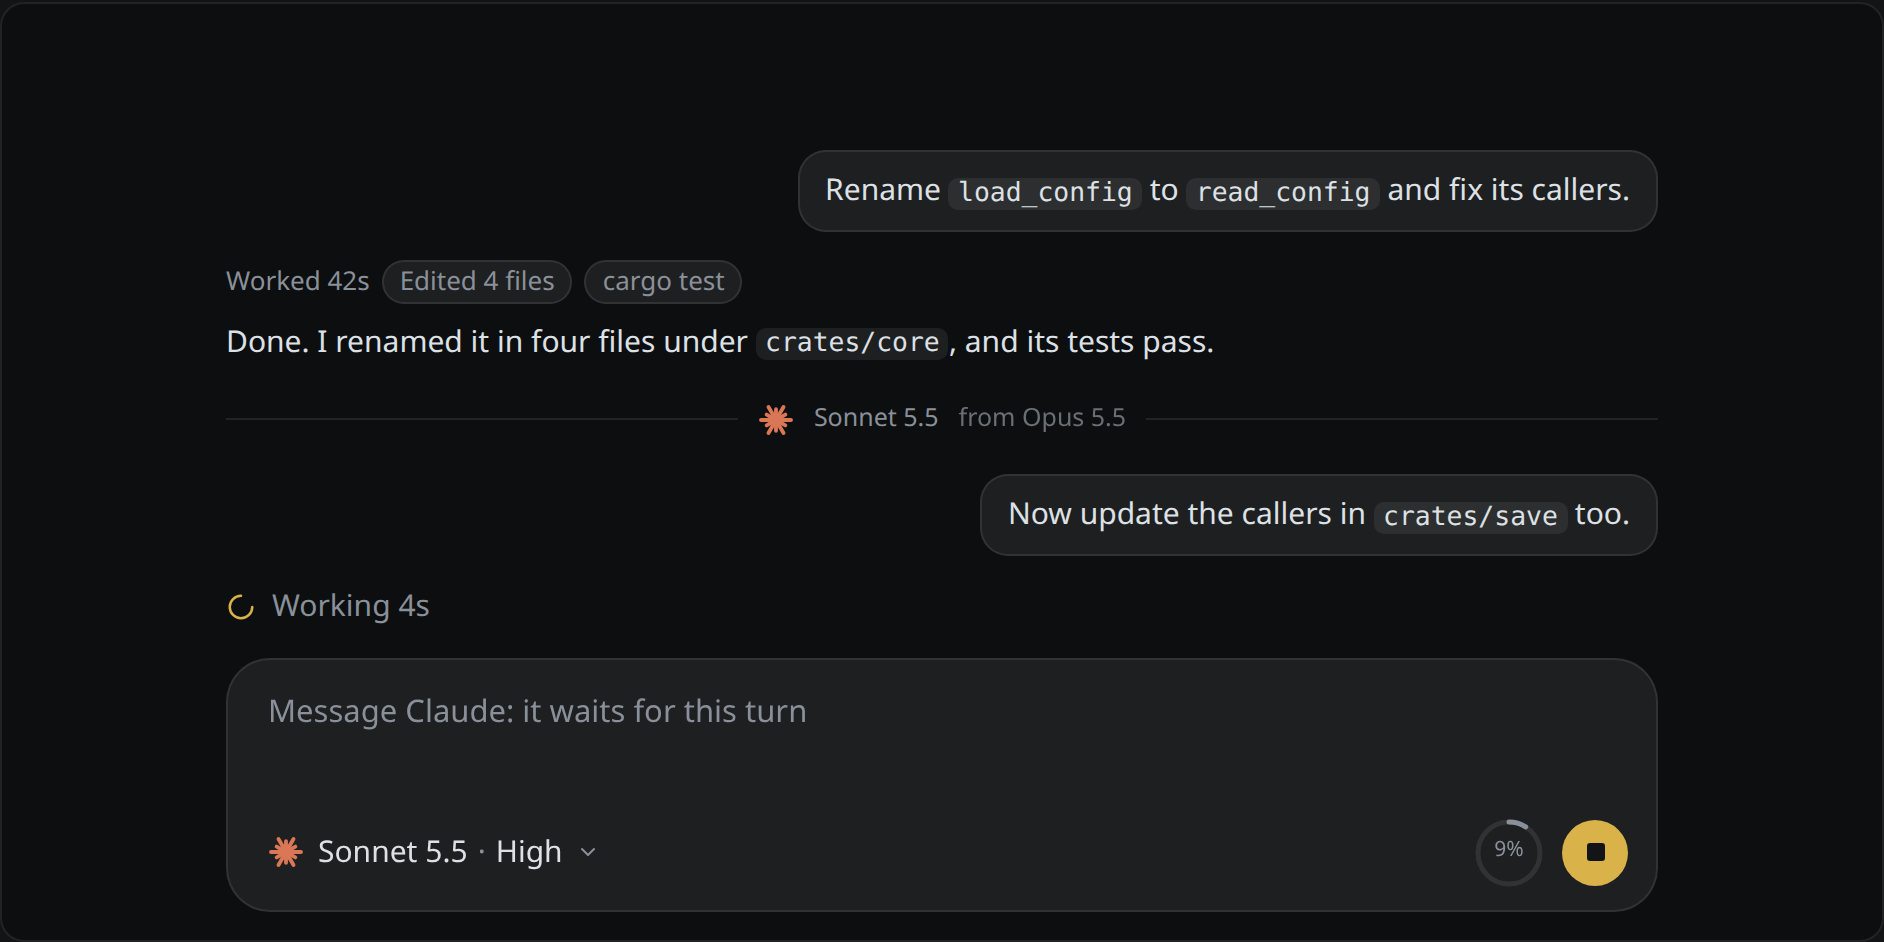 Rename load_config to read_config and fix its callers.
Worked 42s Edited 4 files cargo test
Done. I renamed it in four files under crates/core, and its tests pass.
Sonnet 5.5 from Opus 5.5
Now update the callers in crates/save too.
Working 4s
Message Claude: it waits for this turn
Sonnet 5.5 · High
9%